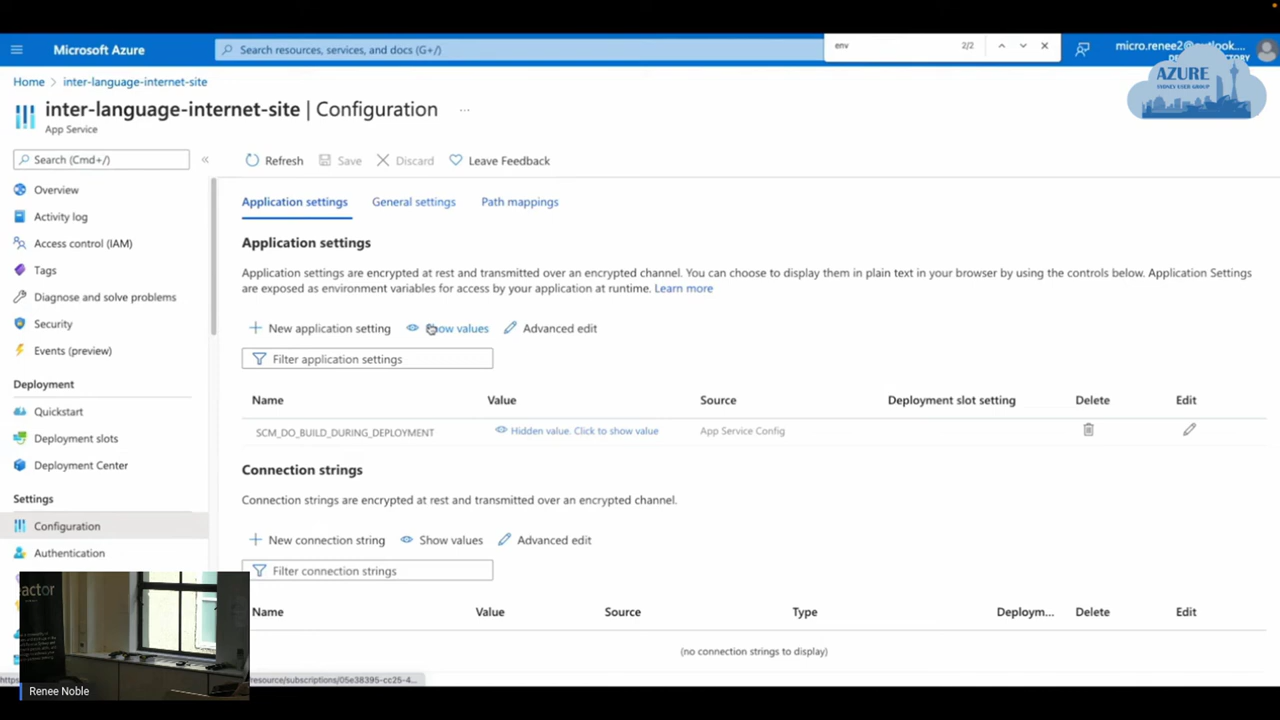 Microsoft Azure
Search resources, services, and docs (G+/)
env
2/2
micro.renee2@outlook....
AZURE
SYDNEY USER GROUP
Home > inter-language-internet-site
inter-language-internet-site | Configuration ...
App Service
Search (Cmd+/)
«
Refresh
Save
Discard
Leave Feedback
Overview
Activity log
Access control (IAM)
Tags
Diagnose and solve problems
Security
Events (preview)
Deployment
Quickstart
Deployment slots
Deployment Center
Settings
Configuration
Authentication
Application settings
General settings
Path mappings
Application settings
Application settings are encrypted at rest and transmitted over an encrypted channel. You can choose to display them in plain text in your browser by using the controls below. Application Settings
are exposed as environment variables for access by your application at runtime. Learn more
New application setting
Show values
Advanced edit
Filter application settings
Name Value Source Deployment slot setting Delete Edit
SCM_DO_BUILD_DURING_DEPLOYMENT Hidden value. Click to show value App Service Config
Connection strings
Connection strings are encrypted at rest and transmitted over an encrypted channel.
New connection string
Show values
Advanced edit
Filter connection strings
Name Value Source Type Deploym... Delete Edit
(no connection strings to display)
resource/subscriptions/05e38395-cc25-4...
actor
Renee Noble